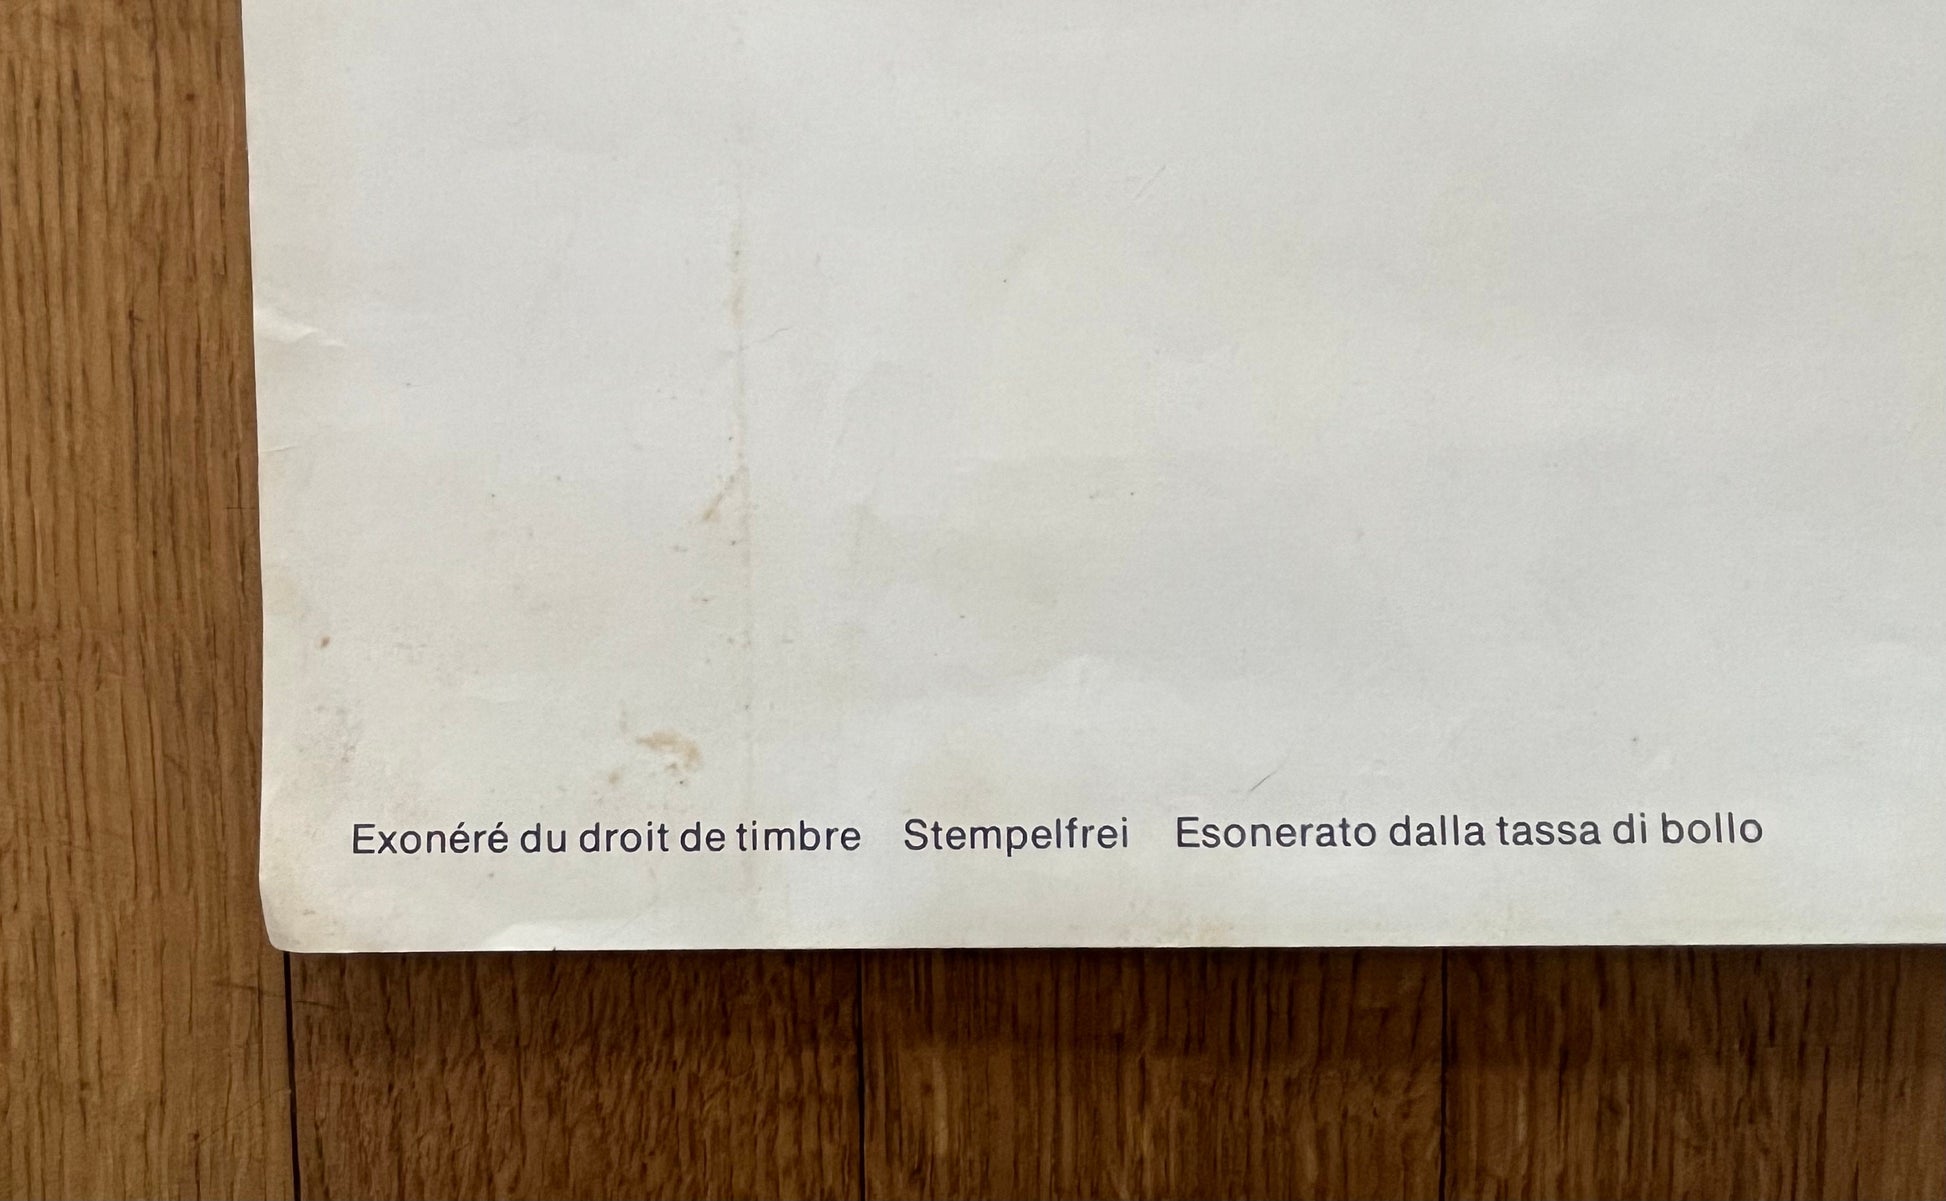 Exonéré du droit de timbre Stempelfrei Esonerato dalla tassa di bollo